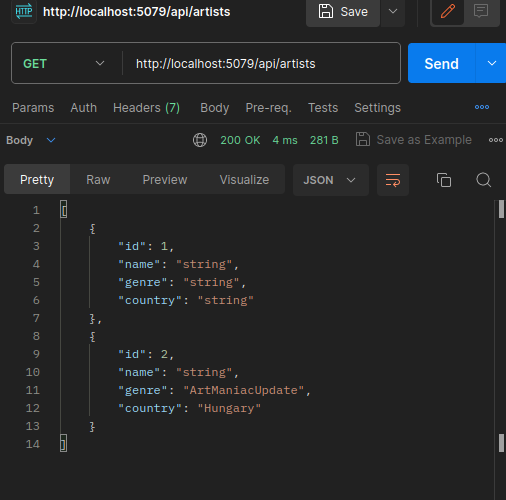 HTTP http://localhost:5079/api/artists Save
GET http://localhost:5079/api/artists Send
Params Auth Headers (7) Body Pre-req. Tests Settings
Body 200 OK 4 ms 281 B Save as Example
Pretty Raw Preview Visualize JSON
1 [
2 {
3 "id": 1,
4 "name": "string",
5 "genre": "string",
6 "country": "string"
7 },
8 {
9 "id": 2,
10 "name": "string",
11 "genre": "ArtManiacUpdate",
12 "country": "Hungary"
13 }
14 ]